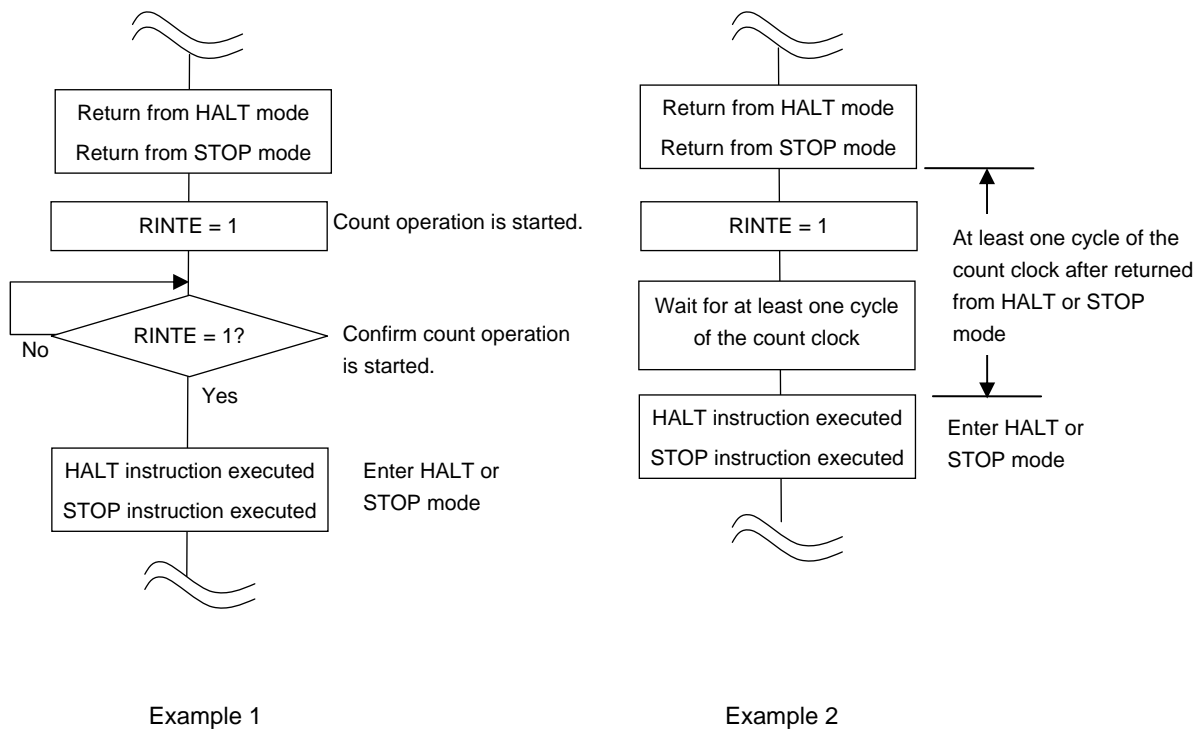 Return from HALT mode
Return from STOP mode
RINTE = 1
Count operation is started.
RINTE = 1?
No
Confirm count operation
is started.
Yes
HALT instruction executed
STOP instruction executed
Enter HALT or
STOP mode
Example 1
Return from HALT mode
Return from STOP mode
RINTE = 1
Wait for at least one cycle
of the count clock
At least one cycle of the
count clock after returned
from HALT or STOP
mode
HALT instruction executed
STOP instruction executed
Enter HALT or
STOP mode
Example 2